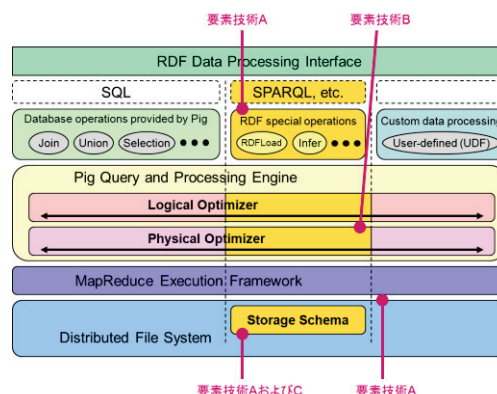 要素技術A
要素技術B
RDF Data Processing Interface
SQL
SPARQL, etc.
Database operations provided by Pig
RDF special operations
Custom data processing
Join
Union
Selection
●●●
RDFLoad
Infer
●●●
User-defined (UDF)
Pig Query and Processing Engine
Logical Optimizer
Physical Optimizer
MapReduce Execution Framework
Storage Schema
Distributed File System
要素技術AおよびC
要素技術A